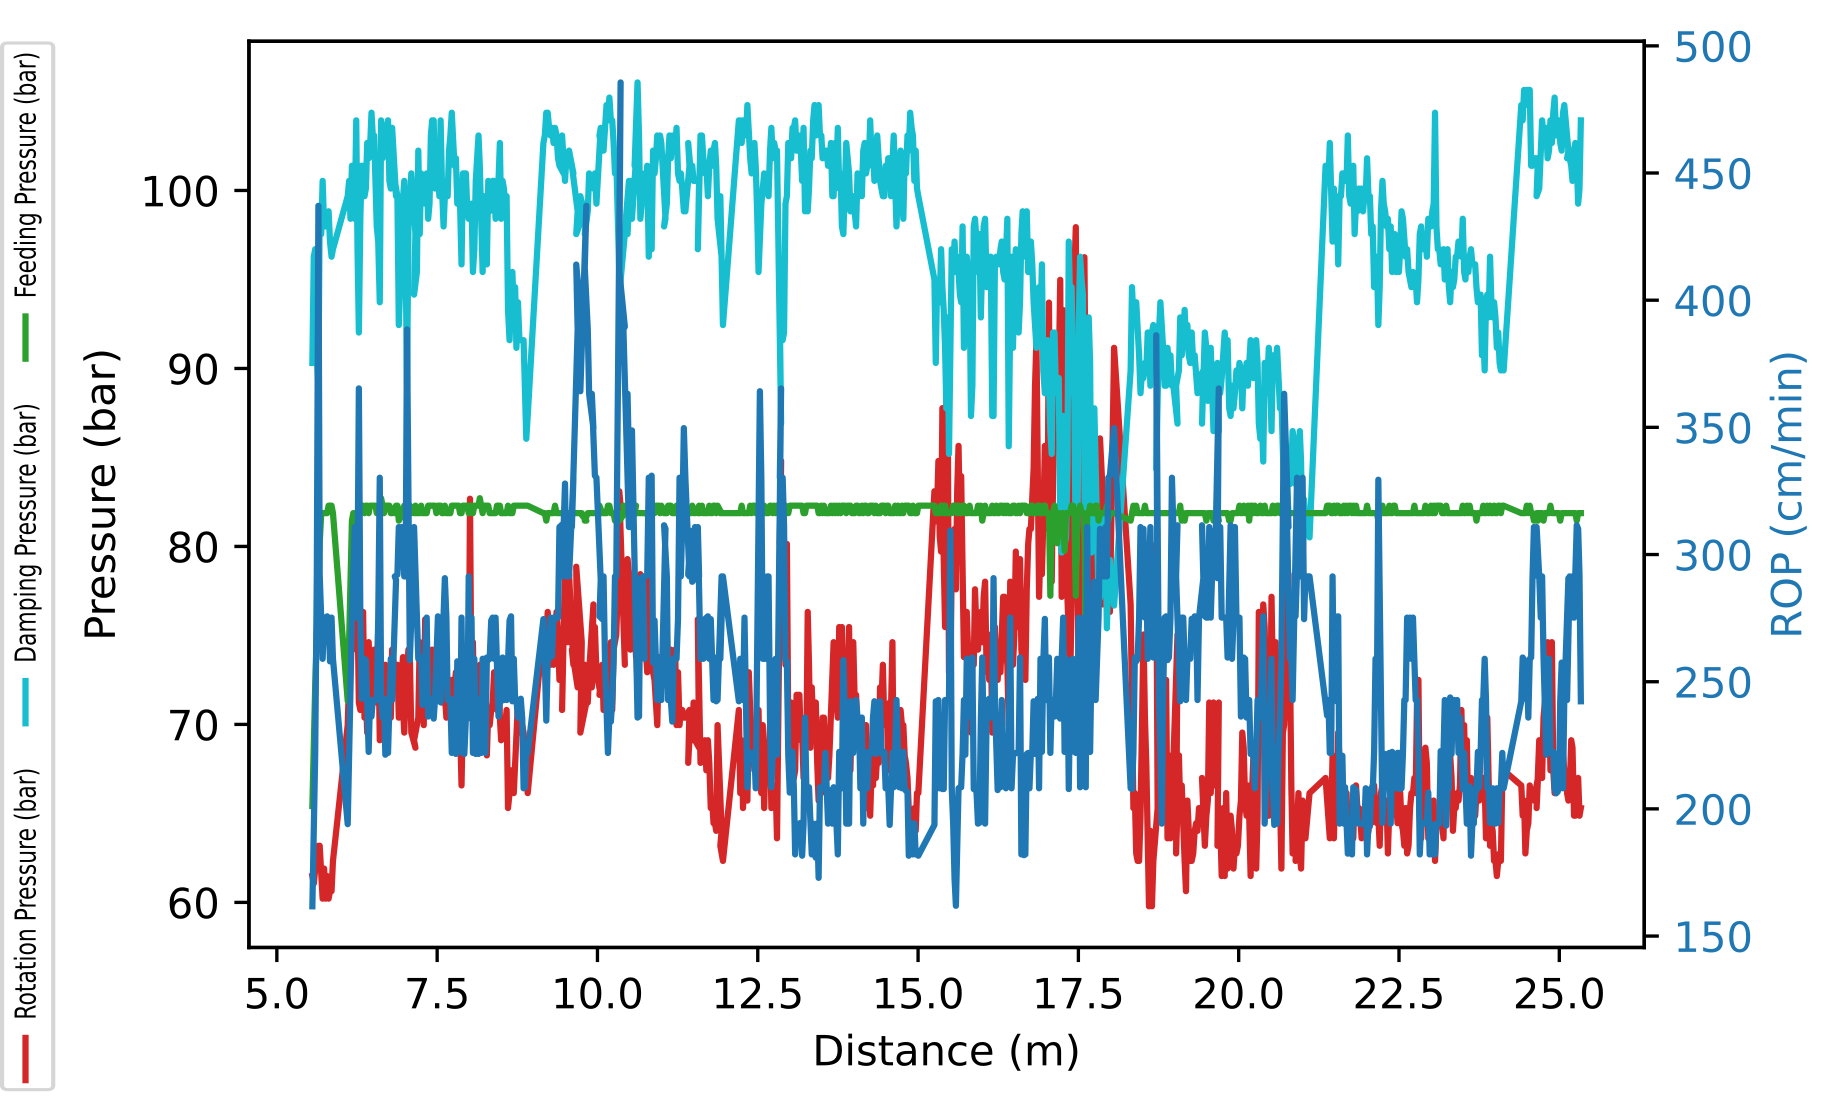 Feeding Pressure (bar)
Damping Pressure (bar)
Rotation Pressure (bar)
Pressure (bar)
100
90
80
70
60
500
450
400
350
300
250
200
150
ROP (cm/min)
5.0 7.5 10.0 12.5 15.0 17.5 20.0 22.5 25.0
Distance (m)